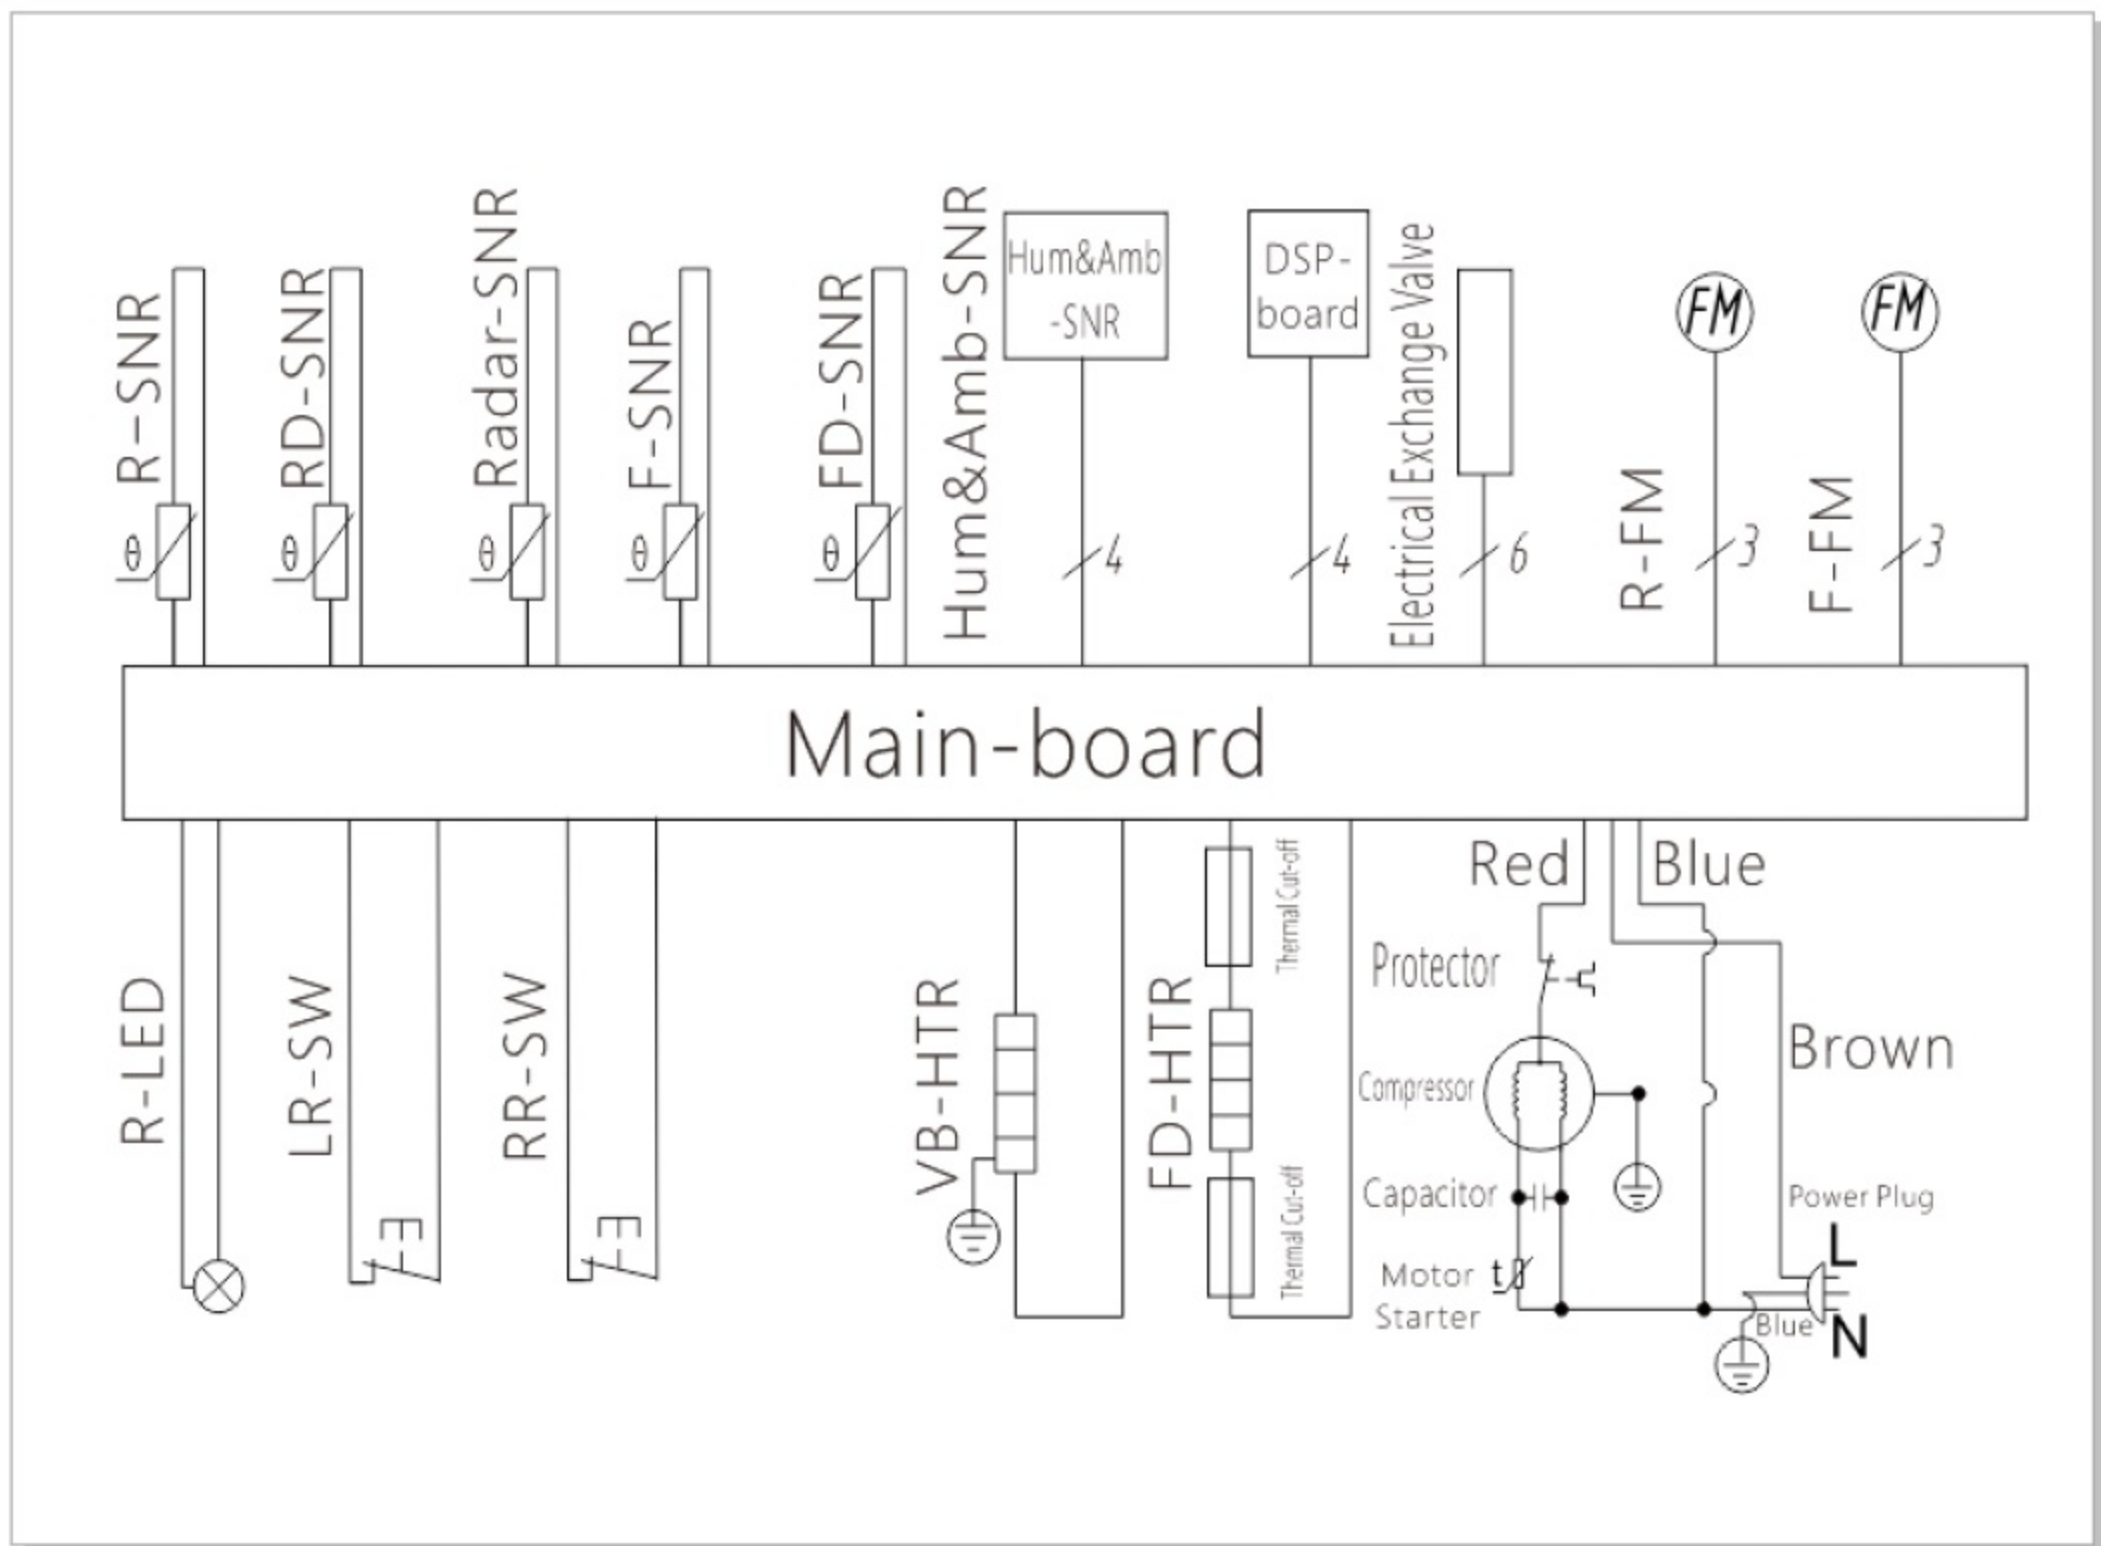 R-SNR
θ
RD-SNR
θ
Radar-SNR
θ
F-SNR
θ
FD-SNR
θ
Hum&Amb-SNR
Hum&Amb
-SNR
4
DSP-
board
4
Electrical Exchange Valve
6
R-FM
FM
3
F-FM
FM
3
Main-board
R-LED
LR-SW
RR-SW
VB-HTR
FD-HTR
Thermal Cut-off
Thermal Cut-off
Red
Blue
Protector
Brown
Compressor
Capacitor
Power Plug
L
Motor
Starter
t
Blue
N